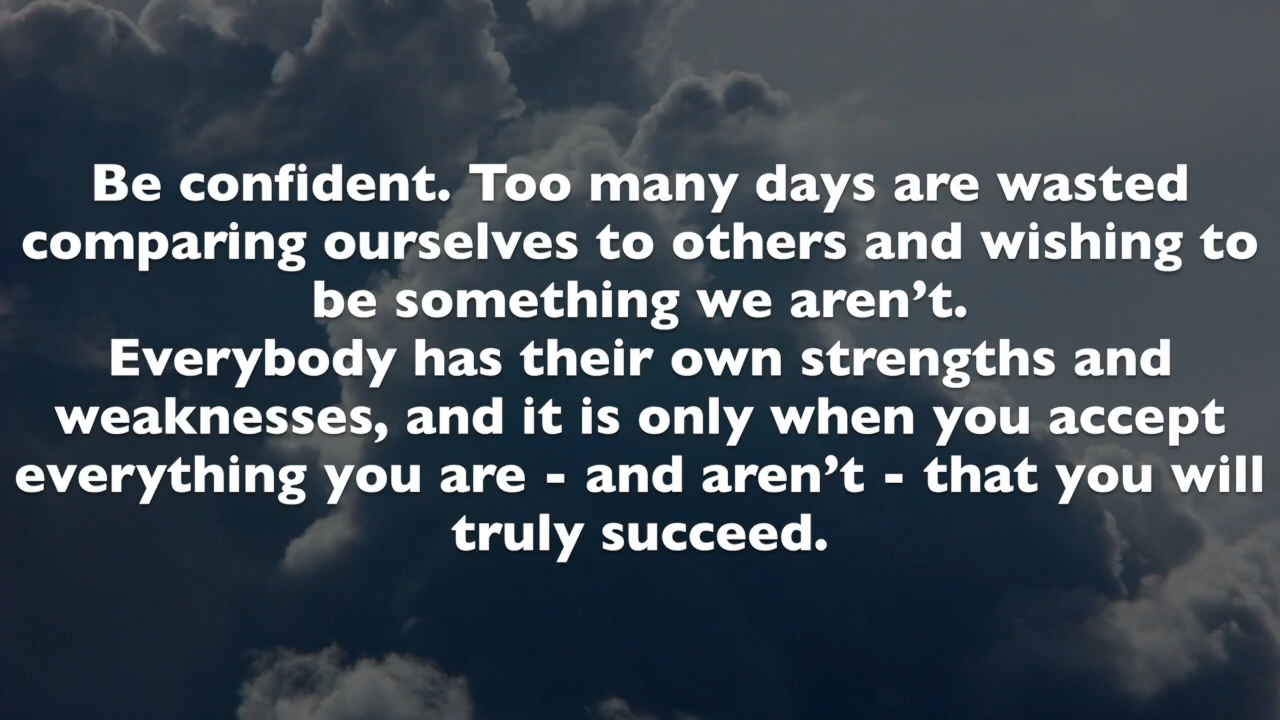 Be confident. Too many days are wasted
comparing ourselves to others and wishing to
be something we aren’t.
Everybody has their own strengths and
weaknesses, and it is only when you accept
everything you are - and aren’t - that you will
truly succeed.